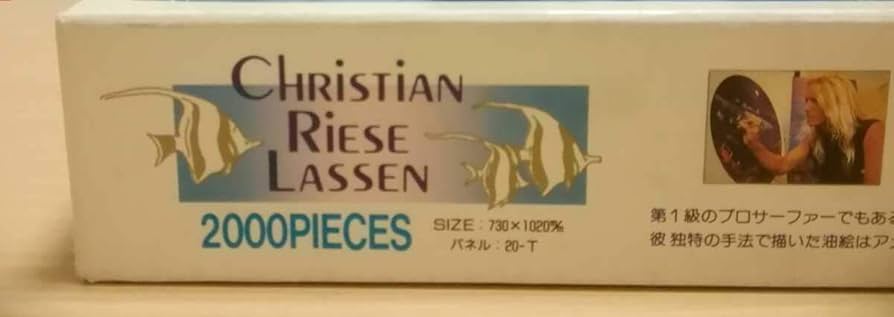 CHRiSTiAN
RiESE
LASSEN
2000PIECES
SIZE : 730×1020㎜
パネル : 20-T
第1級のプロサーファーでもある
彼独特の手法で描いた油絵はア